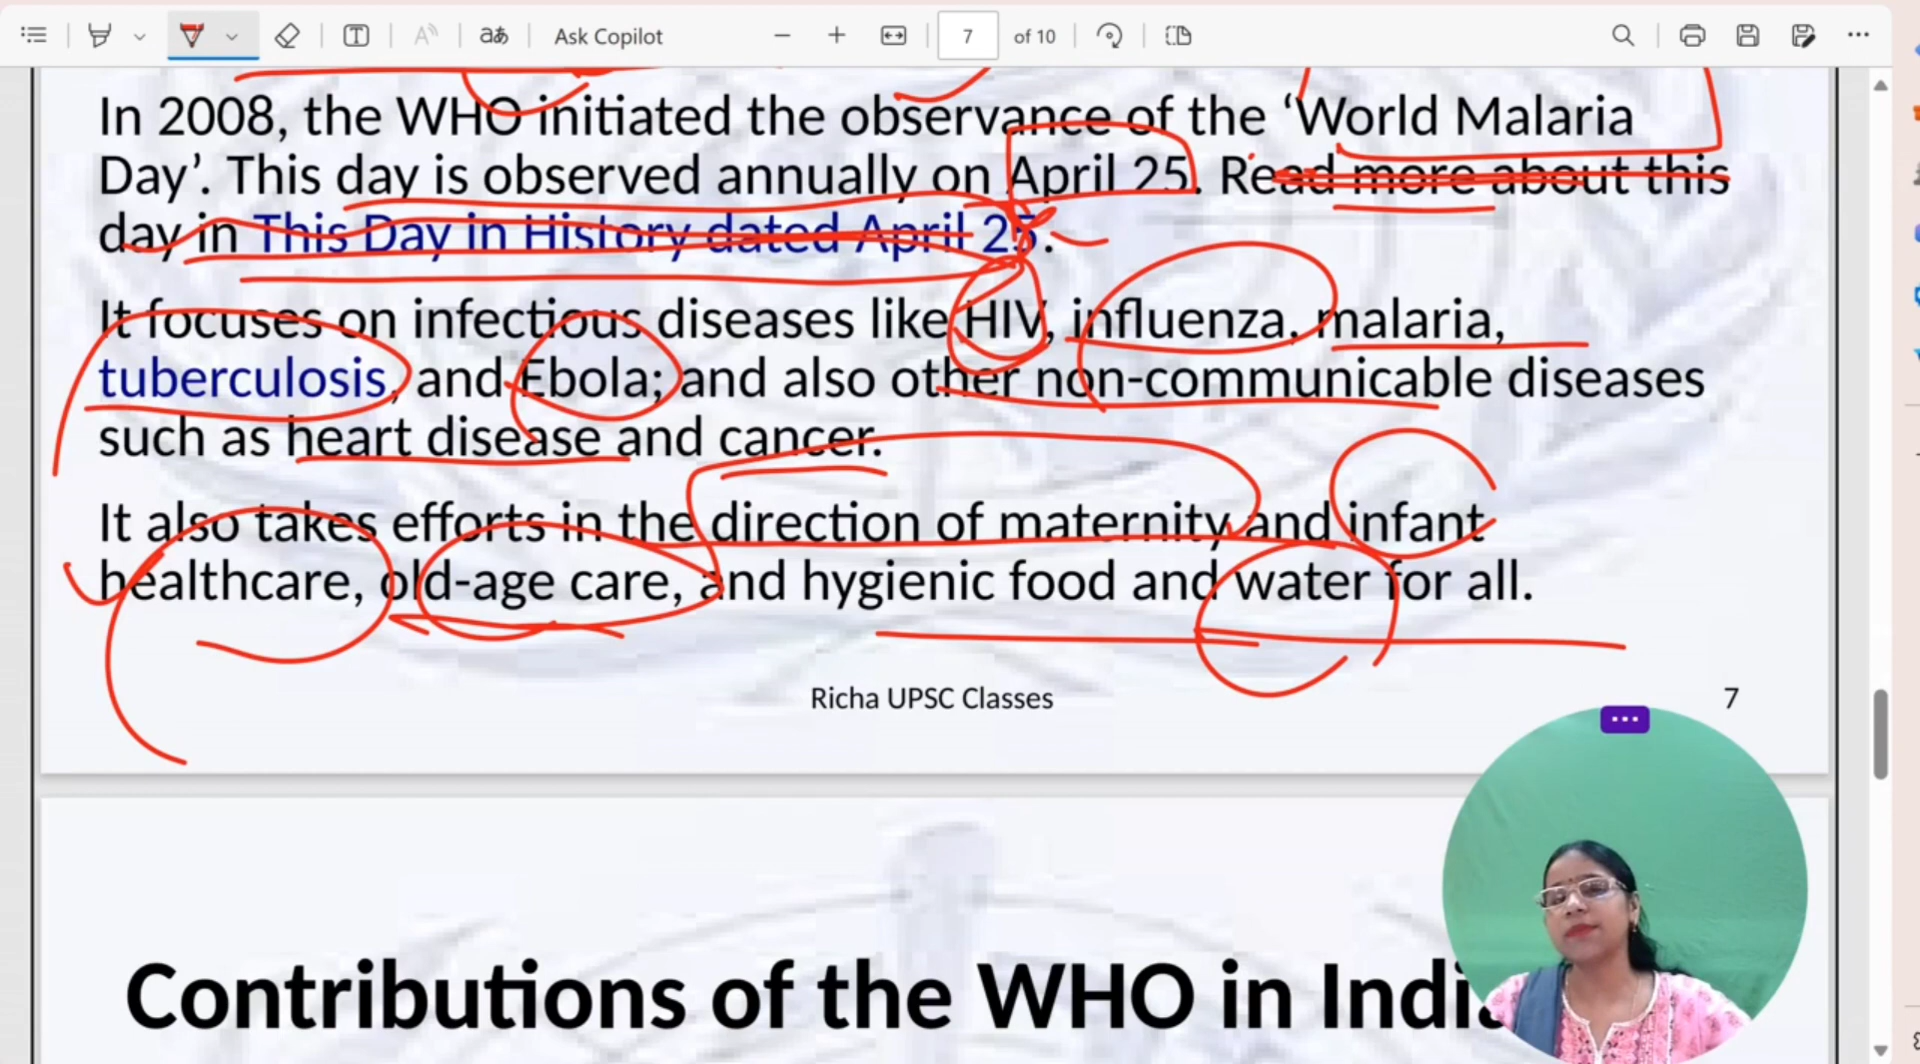 Ask Copilot
7 of 10
In 2008, the WHO initiated the observance of the ‘World Malaria
Day’. This day is observed annually on April 25. Read more about this
day in This Day in History dated April 25.
It focuses on infectious diseases like HIV, influenza, malaria,
tuberculosis, and Ebola; and also other non-communicable diseases
such as heart disease and cancer.
It also takes efforts in the direction of maternity and infant
healthcare, old-age care, and hygienic food and water for all.
Richa UPSC Classes
7
Contributions of the WHO in India